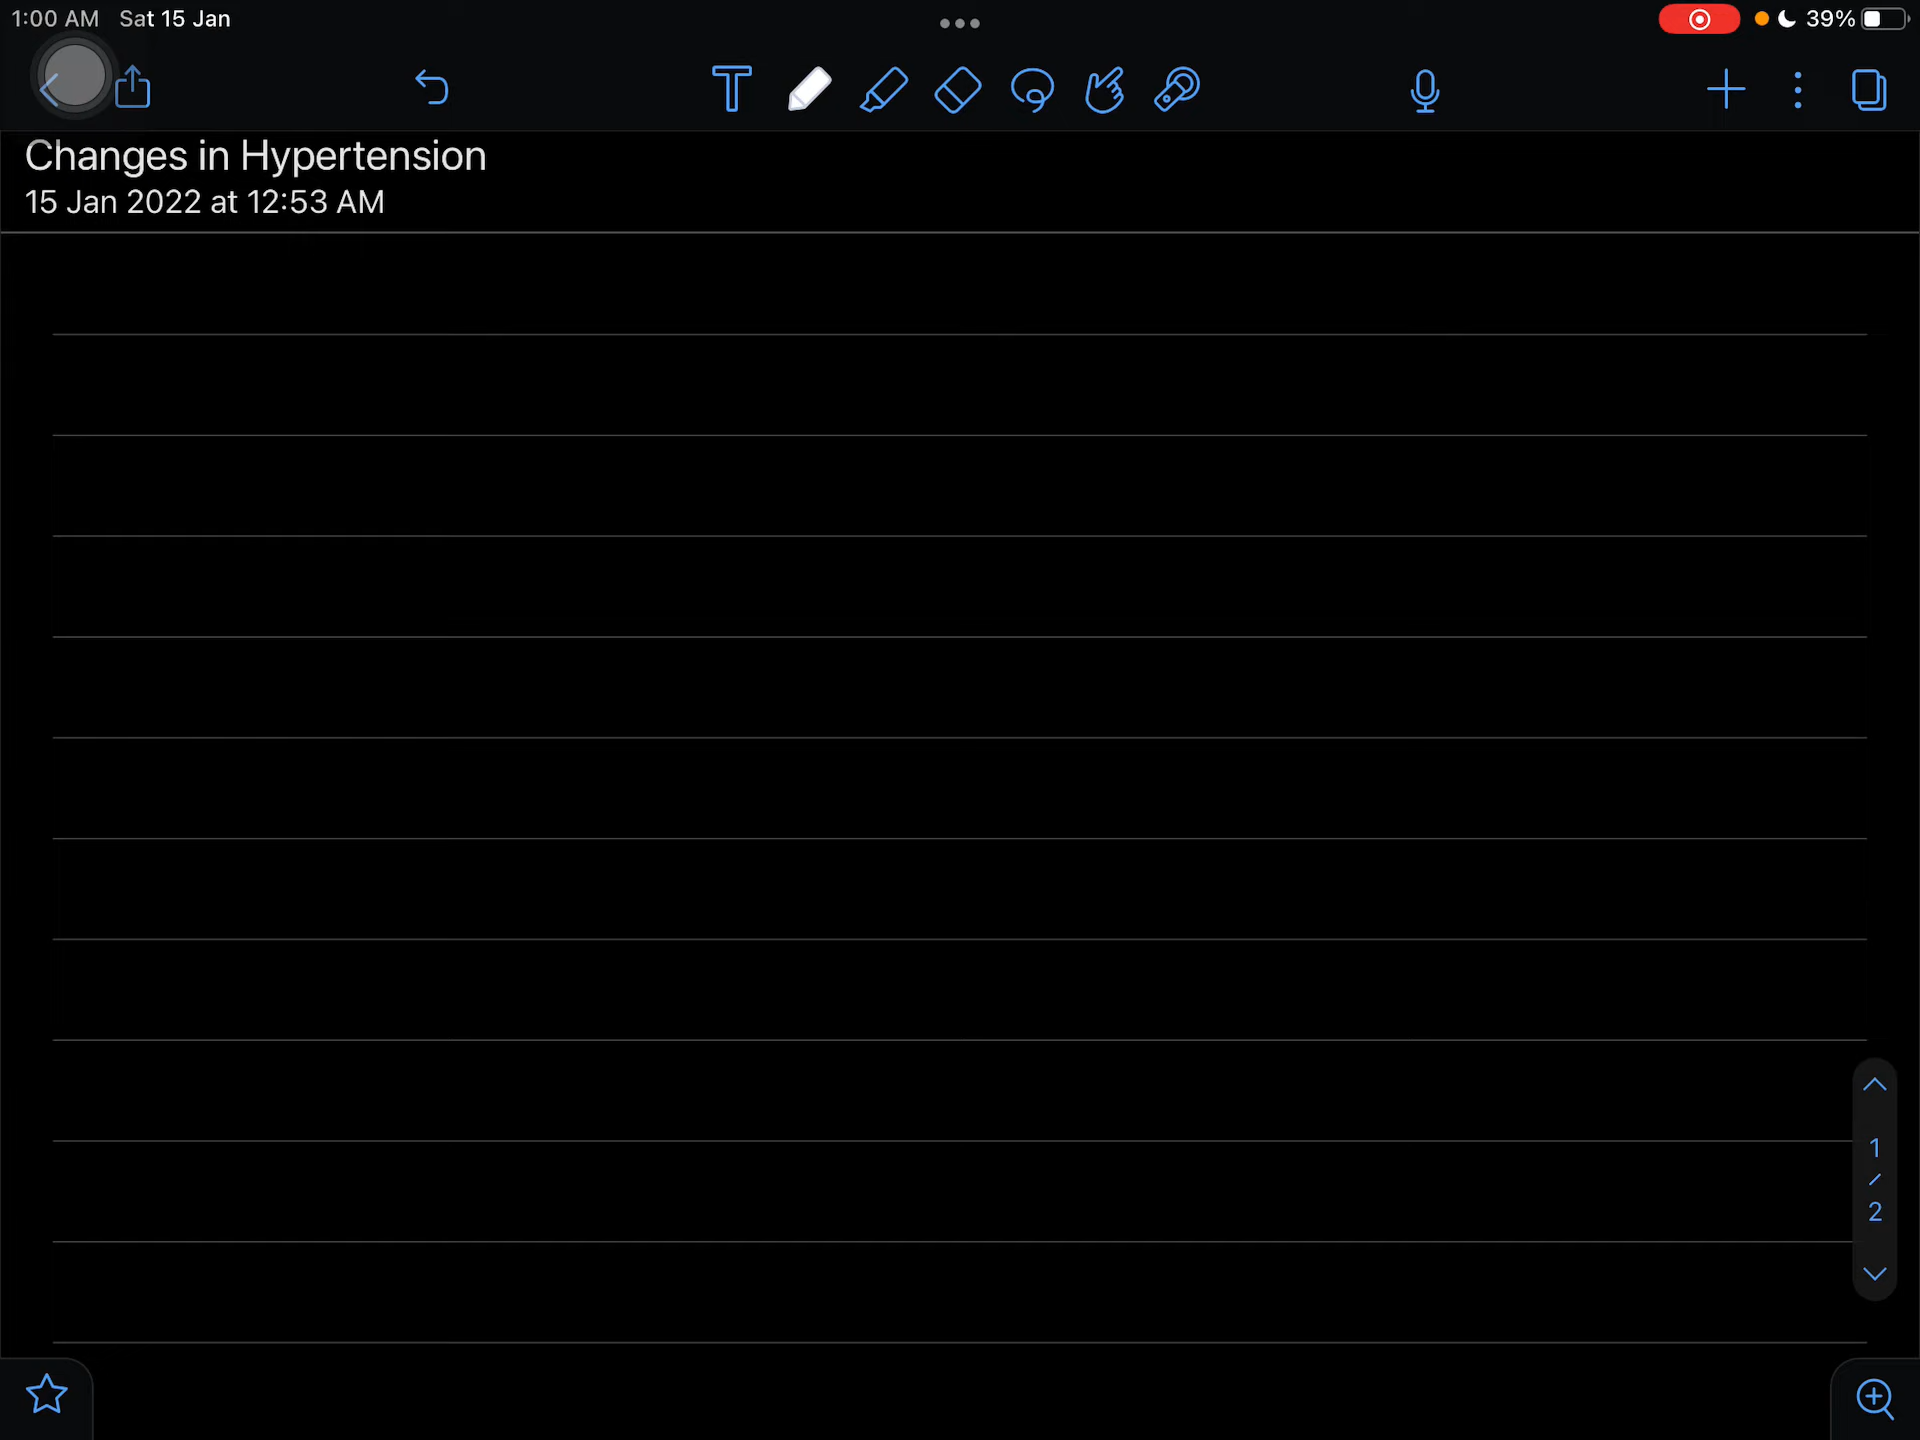 1:00 AM Sat 15 Jan
39%
Changes in Hypertension
15 Jan 2022 at 12:53 AM
1
/
2